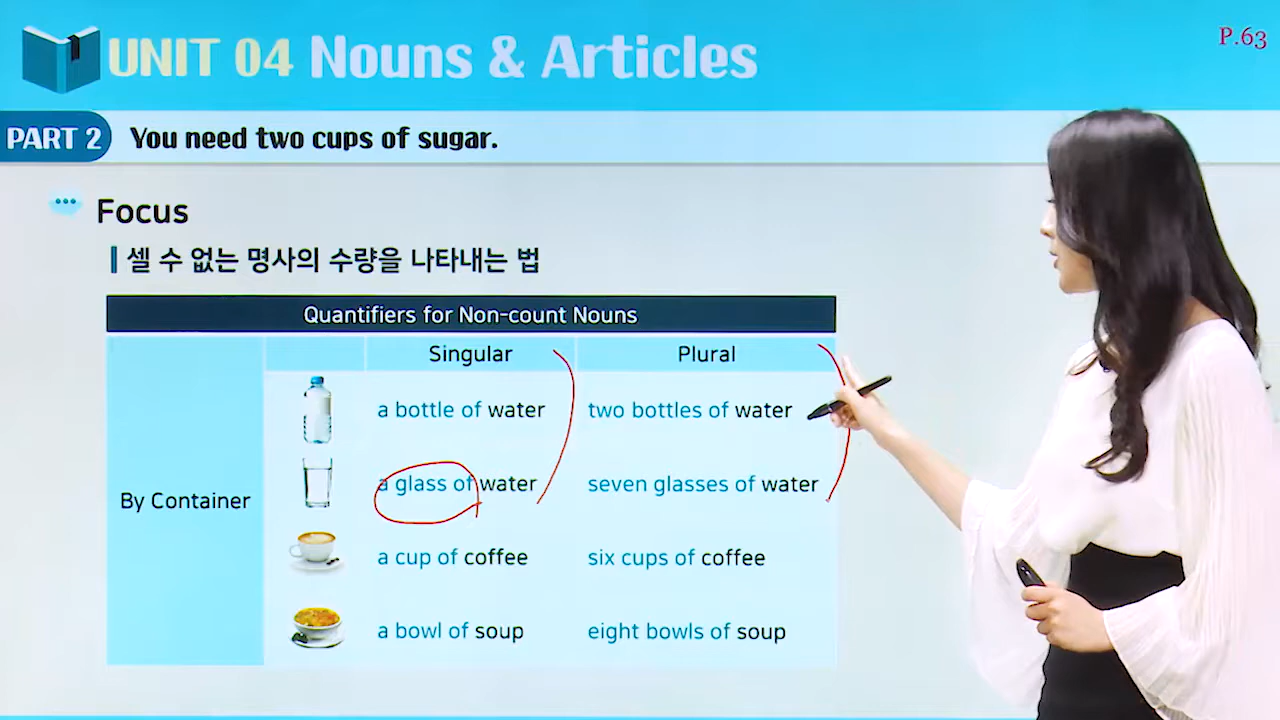 UNIT 04 Nouns & Articles
P.63
PART 2 You need two cups of sugar.
Focus
셀 수 없는 명사의 수량을 나타내는 법
Quantifiers for Non-count Nouns
Singular Plural
By Container
a bottle of water two bottles of water
a glass of water seven glasses of water
a cup of coffee six cups of coffee
a bowl of soup eight bowls of soup